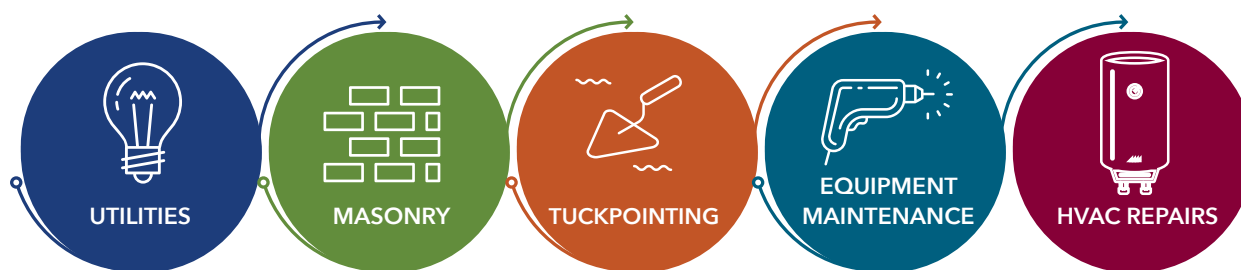 UTILITIES
MASONRY
TUCKPOINTING
EQUIPMENT
MAINTENANCE
HVAC REPAIRS